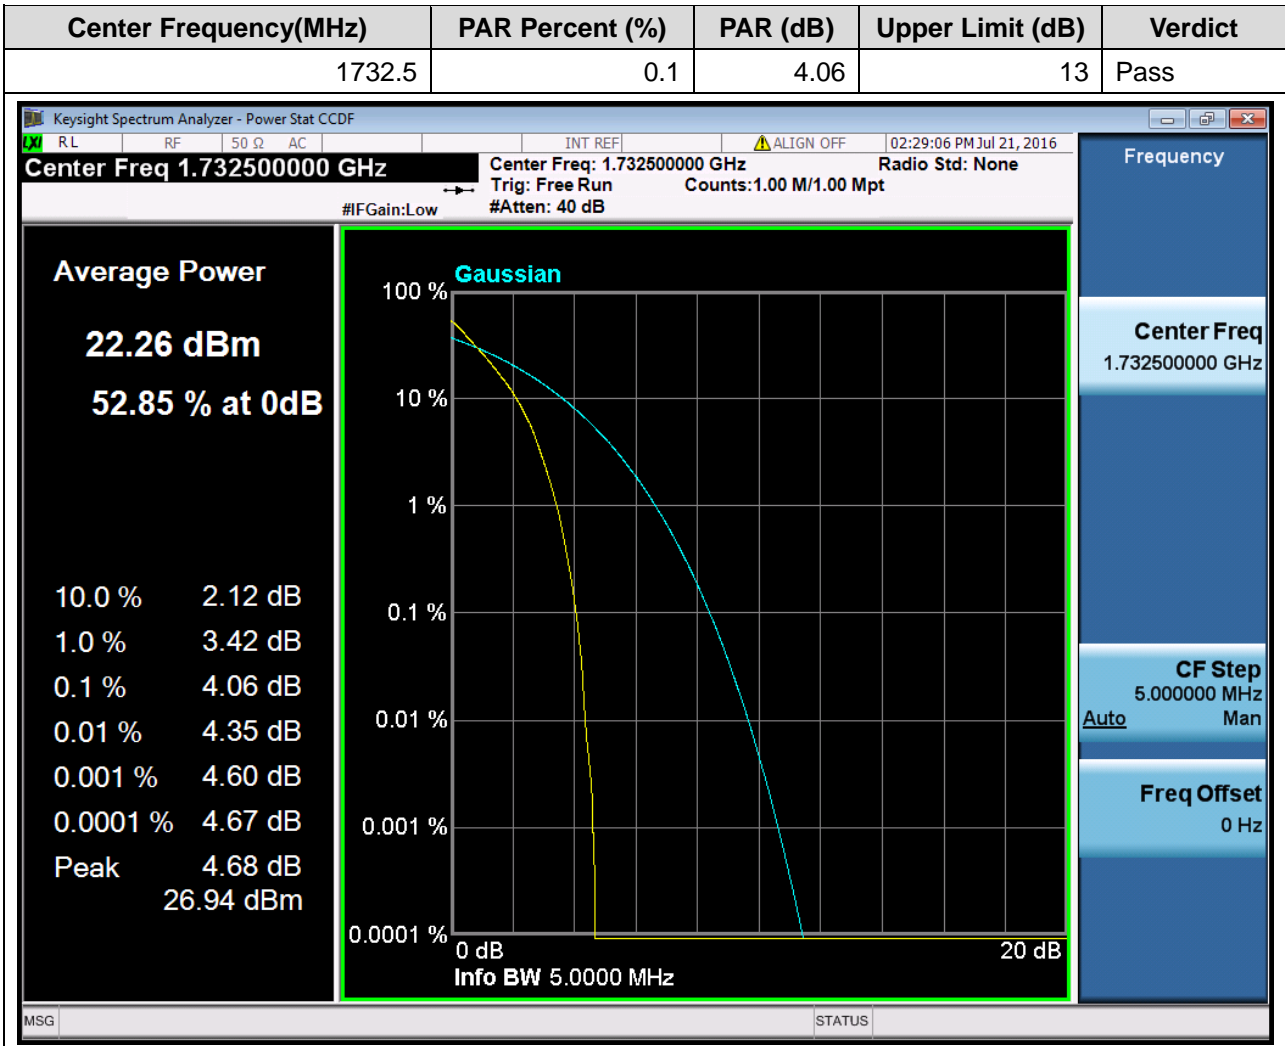 Center Frequency(MHz) PAR Percent (%) PAR (dB) Upper Limit (dB) Verdict
1732.5 0.1 4.06 13 Pass
Keysight Spectrum Analyzer - Power Stat CCDF
LXI RL RF 50 Ω AC INT REF ALIGN OFF 02:29:06 PM Jul 21, 2016
Center Freq 1.732500000 GHz
Center Freq: 1.732500000 GHz Radio Std: None
Trig: Free Run Counts:1.00 M/1.00 Mpt
#IFGain:Low #Atten: 40 dB
Average Power
22.26 dBm
52.85 % at 0dB
10.0 % 2.12 dB
1.0 % 3.42 dB
0.1 % 4.06 dB
0.01 % 4.35 dB
0.001 % 4.60 dB
0.0001 % 4.67 dB
Peak 4.68 dB
26.94 dBm
Gaussian
100 %
10 %
1 %
0.1 %
0.01 %
0.001 %
0.0001 %
0 dB 20 dB
Info BW 5.0000 MHz
Frequency
Center Freq
1.732500000 GHz
CF Step
5.000000 MHz
Auto Man
Freq Offset
0 Hz
MSG STATUS